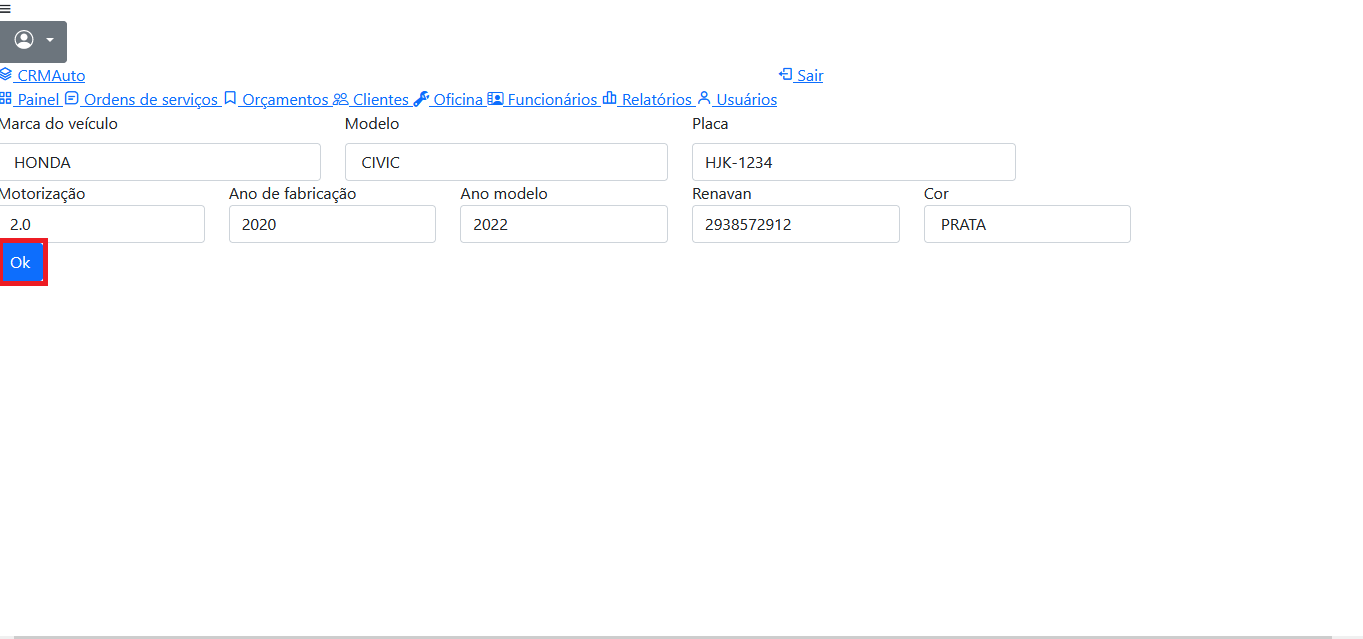 CRMAuto Sair
Painel Ordens de serviços Orçamentos Clientes Oficina Funcionários Relatórios Usuários
Marca do veículo Modelo Placa
HONDA CIVIC HJK-1234
Motorização Ano de fabricação Ano modelo Renavan Cor
2.0 2020 2022 2938572912 PRATA
Ok